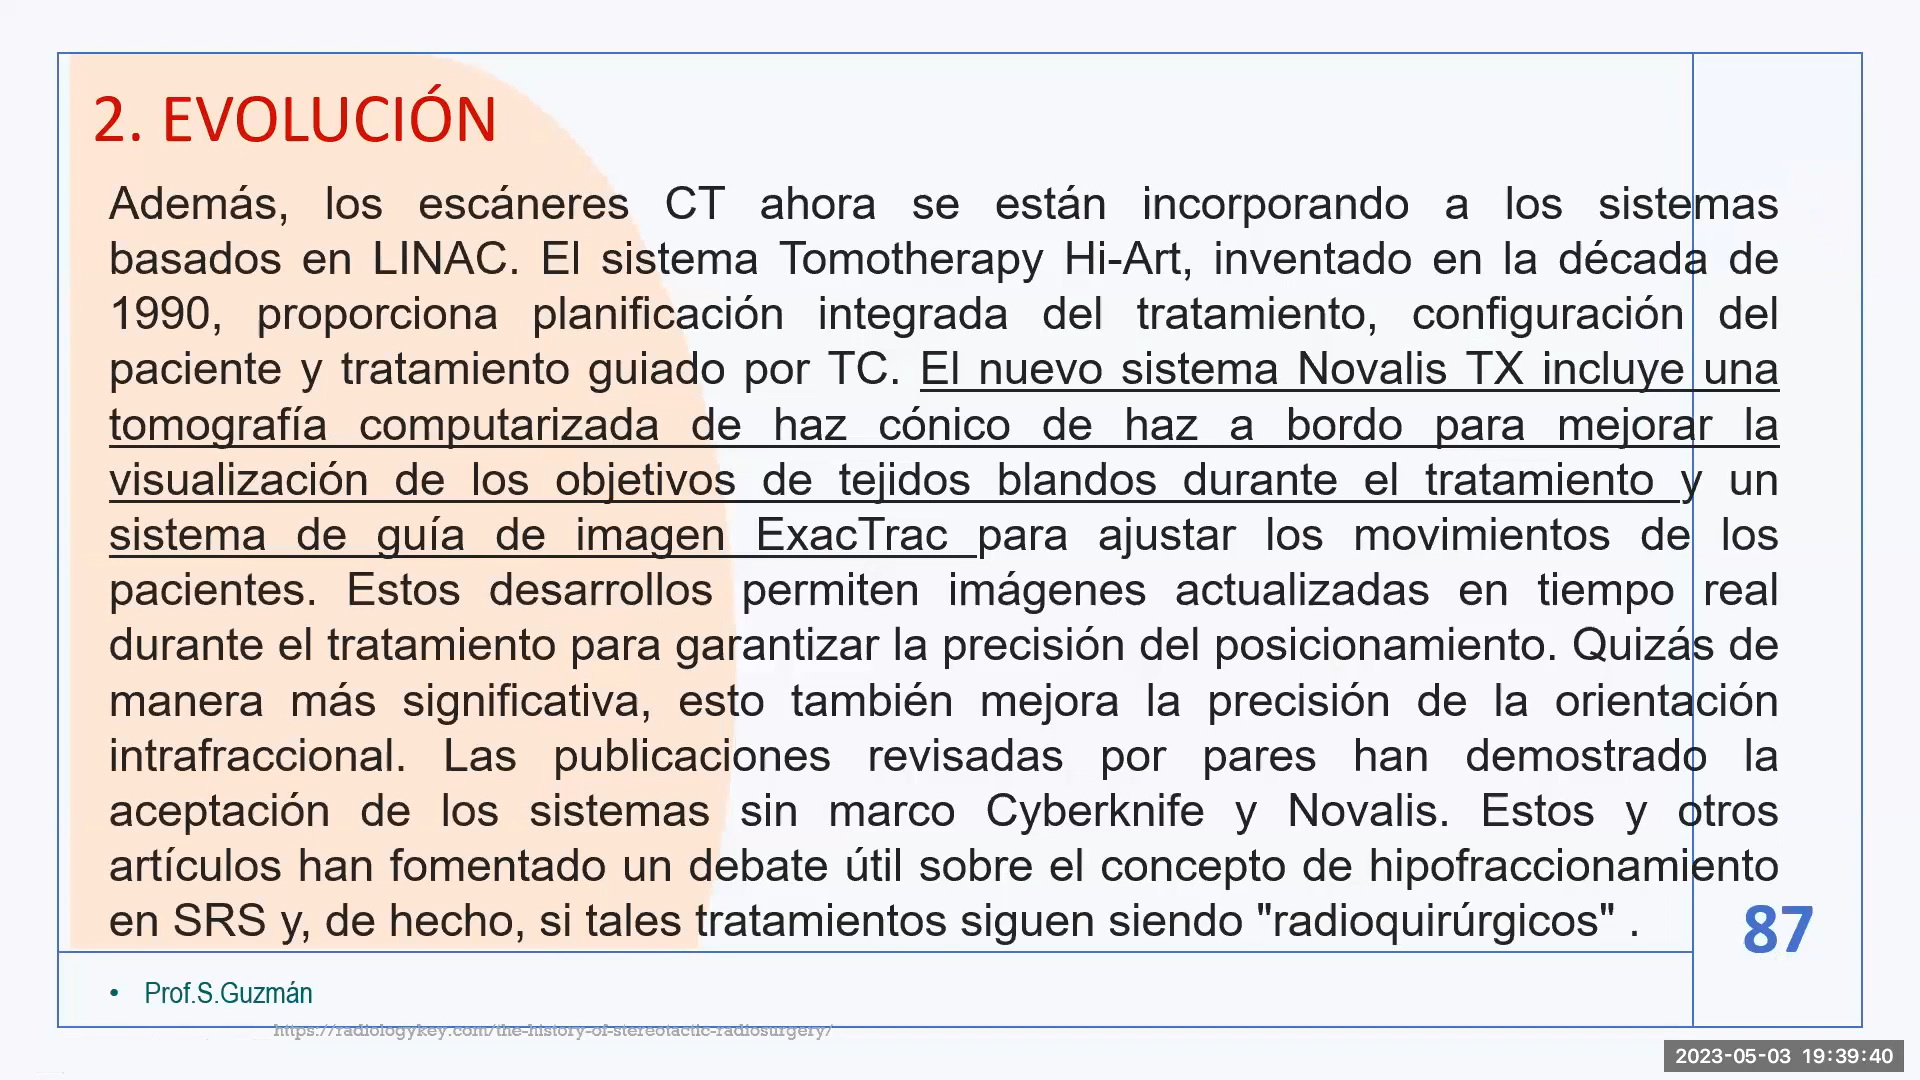 2. EVOLUCIÓN
Además, los escáneres CT ahora se están incorporando a los sistemas
basados en LINAC. El sistema Tomotherapy Hi-Art, inventado en la década de
1990, proporciona planificación integrada del tratamiento, configuración del
paciente y tratamiento guiado por TC. El nuevo sistema Novalis TX incluye una
tomografía computarizada de haz cónico de haz a bordo para mejorar la
visualización de los objetivos de tejidos blandos durante el tratamiento y un
sistema de guía de imagen ExacTrac para ajustar los movimientos de los
pacientes. Estos desarrollos permiten imágenes actualizadas en tiempo real
durante el tratamiento para garantizar la precisión del posicionamiento. Quizás de
manera más significativa, esto también mejora la precisión de la orientación
intrafraccional. Las publicaciones revisadas por pares han demostrado la
aceptación de los sistemas sin marco Cyberknife y Novalis. Estos y otros
artículos han fomentado un debate útil sobre el concepto de hipofraccionamiento
en SRS y, de hecho, si tales tratamientos siguen siendo "radioquirúrgicos" .
87
• Prof.S.Guzmán
https://radiologykey.com/the-history-of-stereotactic-radiosurgery/
2023-05-03 19:39:40